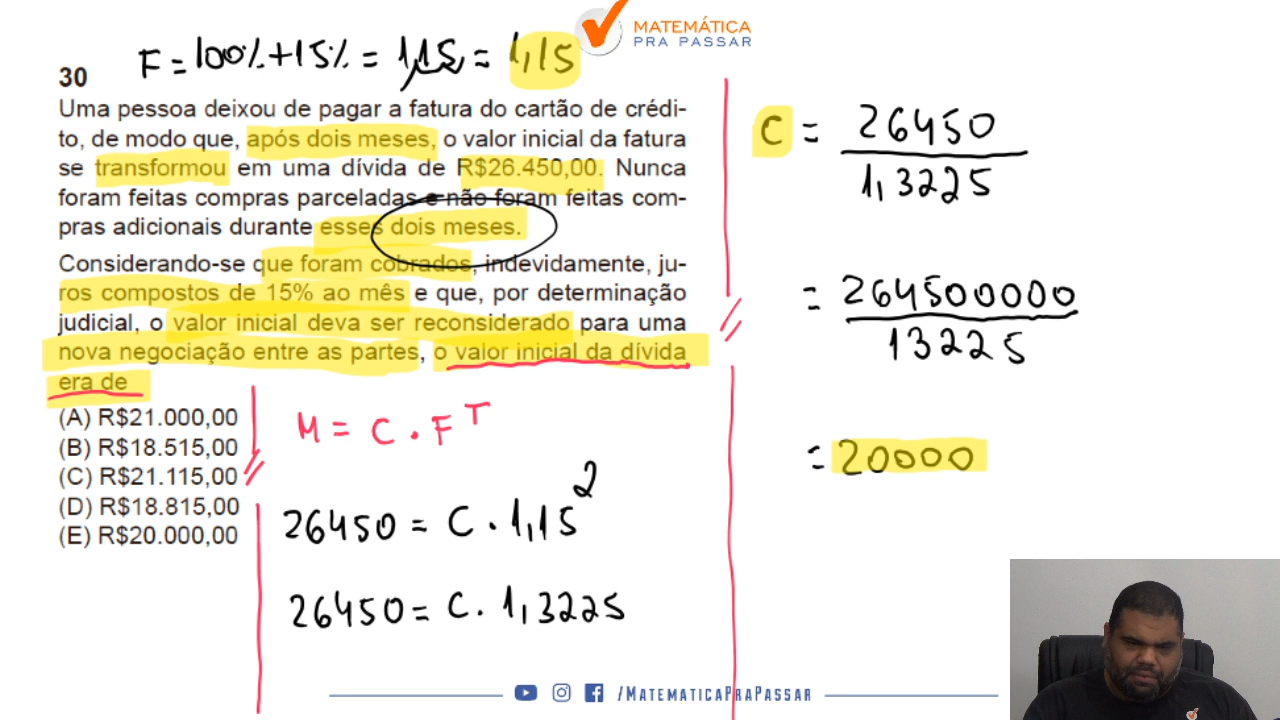 MATEMÁTICA
PRA PASSAR
F = 100% + 15% = 1,15 = 1,15
30
Uma pessoa deixou de pagar a fatura do cartão de crédi-
to, de modo que, após dois meses, o valor inicial da fatura
se transformou em uma dívida de R$26.450,00. Nunca
foram feitas compras parceladas e não foram feitas com-
pras adicionais durante esses dois meses.
Considerando-se que foram cobrados, indevidamente, ju-
ros compostos de 15% ao mês e que, por determinação
judicial, o valor inicial deva ser reconsiderado para uma
nova negociação entre as partes, o valor inicial da dívida
era de
(A) R$21.000,00
(B) R$18.515,00
(C) R$21.115,00
(D) R$18.815,00
(E) R$20.000,00
M = C . F^T
26450 = C . 1,15^2
26450 = C . 1,3225
C = 26450
1,3225
= 264500000
13225
= 20000
/MATEMATICAPRAPASSAR